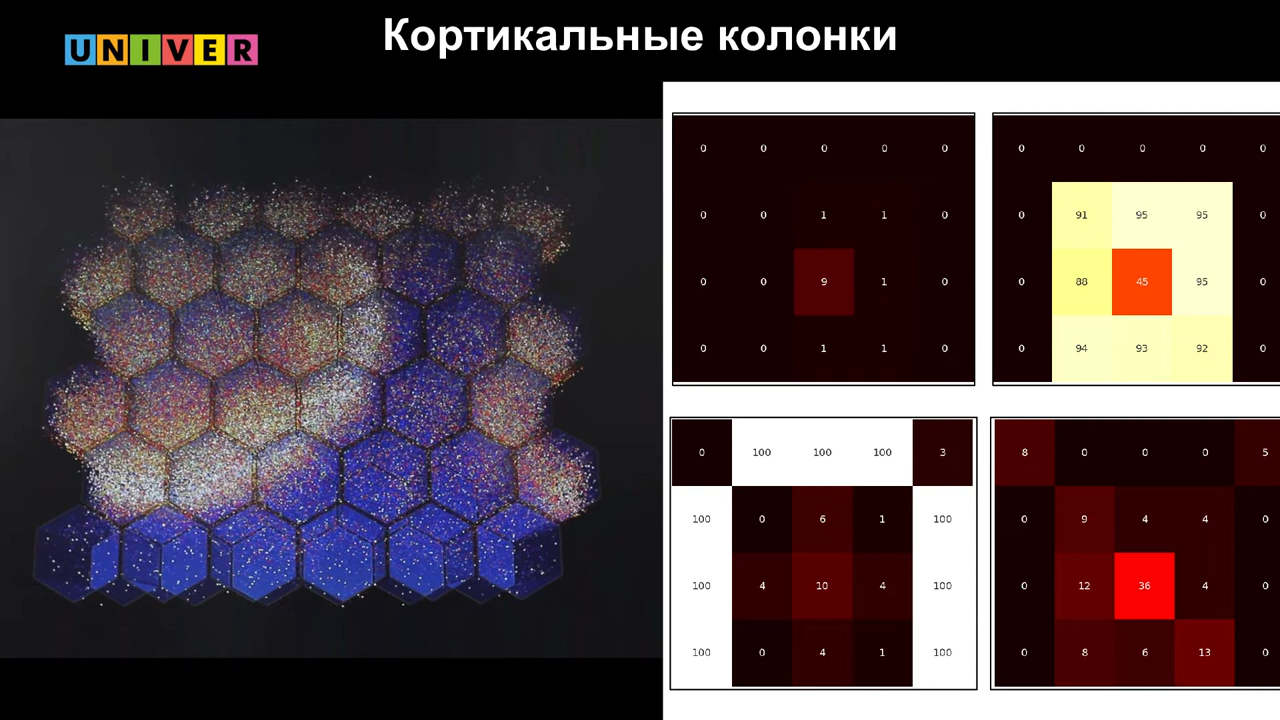 Кортикальные колонки
UNIVER
0 0 0 0 0
0 0 1 1 0
0 0 9 1 0
0 0 1 1 0
0 0 0 0 0
0 91 95 95 0
0 88 45 95 0
0 94 93 92 0
0 100 100 100 3
100 0 6 1 100
100 4 10 4 100
100 0 4 1 100
8 0 0 0 5
0 9 4 4 0
0 12 36 4 0
0 8 6 13 0